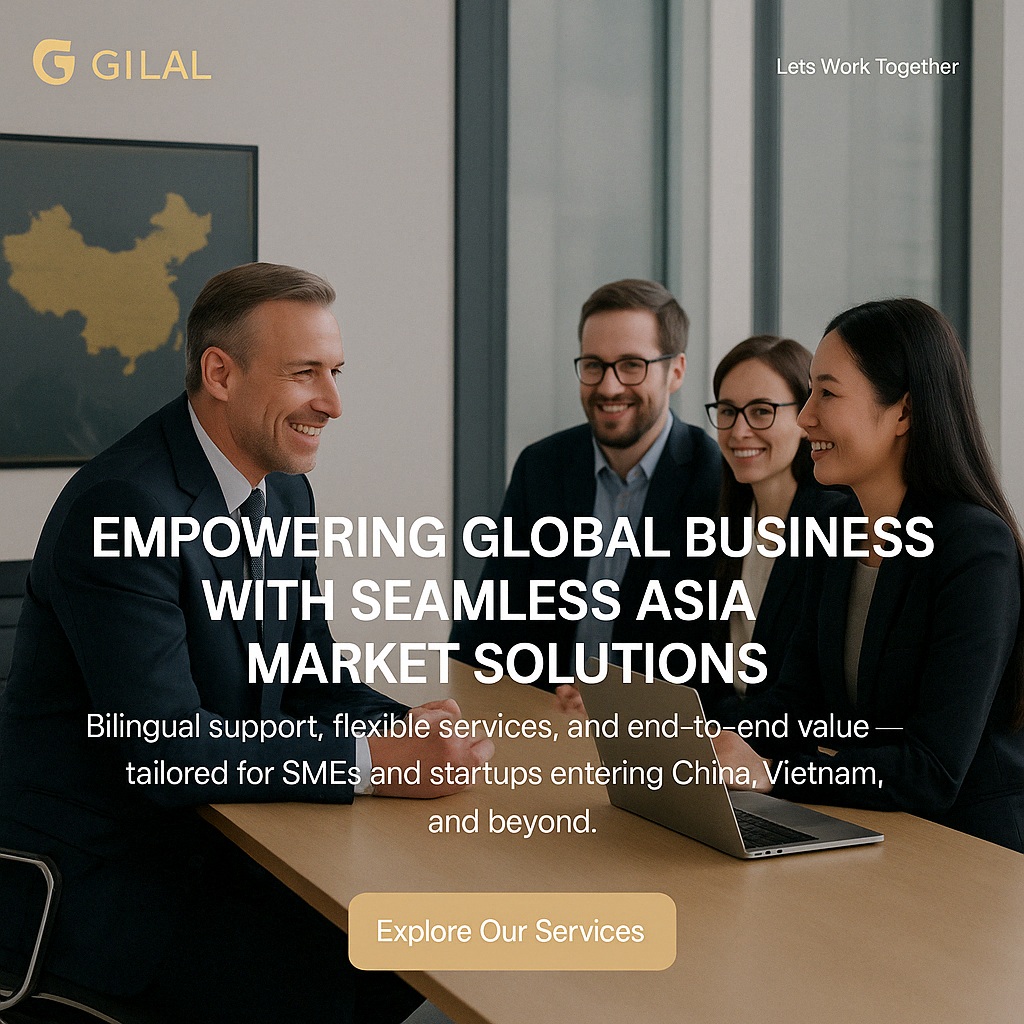 GILAL
Lets Work Together
EMPOWERING GLOBAL BUSINESS
WITH SEAMLESS ASIA
MARKET SOLUTIONS
Bilingual support, flexible services, and end-to-end value —
tailored for SMEs and startups entering China, Vietnam,
and beyond.
Explore Our Services